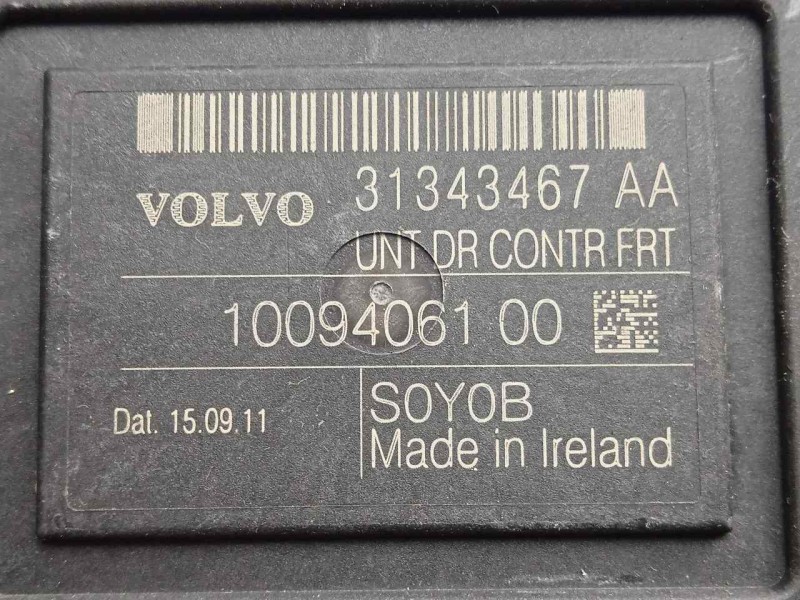 VOLVO 31343467 AA
UNT DR CONTR FRT
10094061 00
Dat. 15.09.11
S0Y0B
Made in Ireland